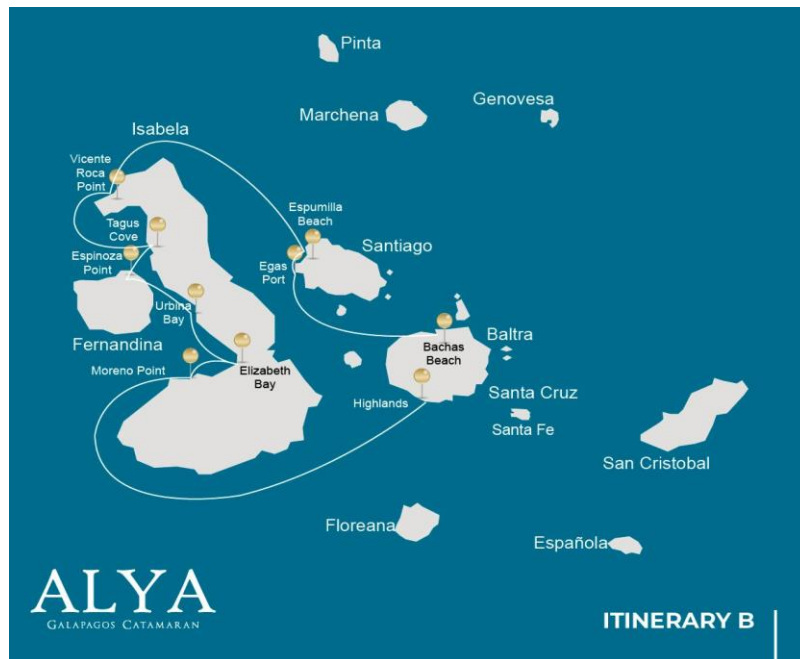 Pinta
Marchena
Genovesa
Isabela
Vicente
Roca
Point
Tagus
Cove
Espumilla
Beach
Santiago
Espinoza
Point
Egas
Port
Urbina
Bay
Fernandina
Baltra
Bachas
Beach
Moreno Point
Elizabeth
Bay
Highlands
Santa Cruz
Santa Fe
San Cristobal
Floreana
Española
ALYA
GALAPAGOS CATAMARAN
ITINERARY B